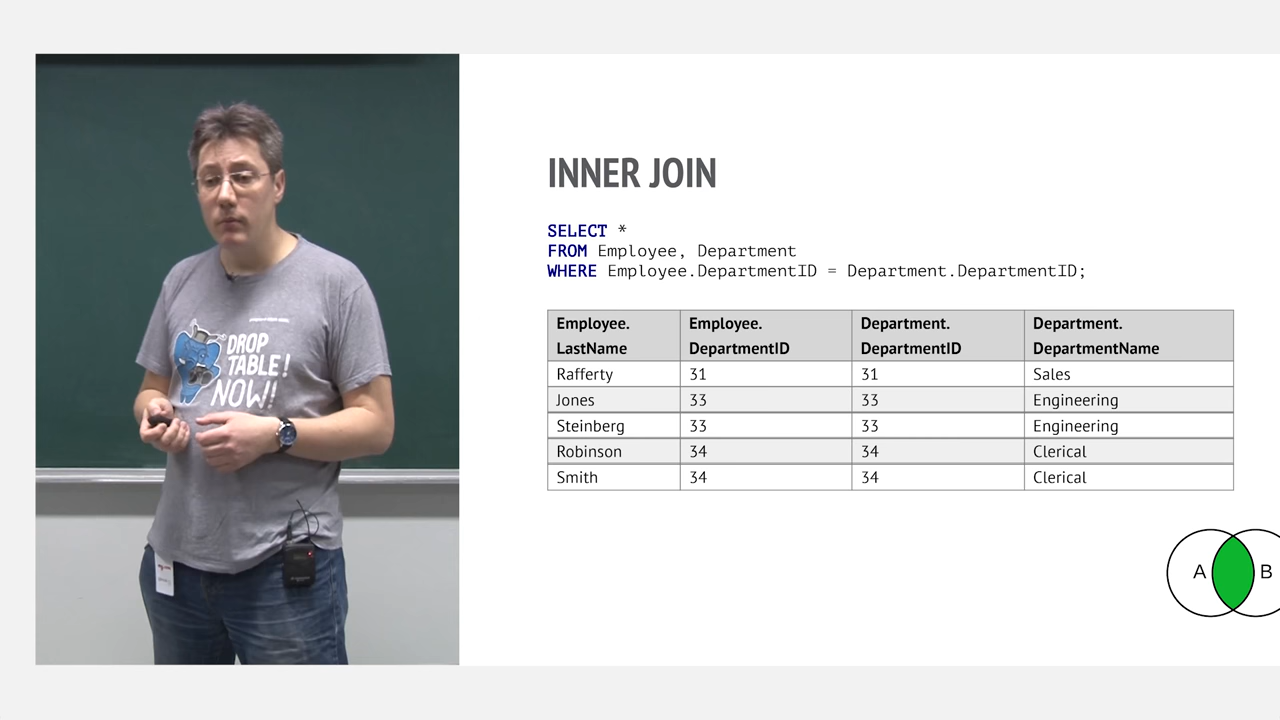 INNER JOIN
SELECT *
FROM Employee, Department
WHERE Employee.DepartmentID = Department.DepartmentID;
Employee. Employee. Department. Department.
LastName DepartmentID DepartmentID DepartmentName
Rafferty 31 31 Sales
Jones 33 33 Engineering
Steinberg 33 33 Engineering
Robinson 34 34 Clerical
Smith 34 34 Clerical
A B
DROP
TABLE!
NOW!!